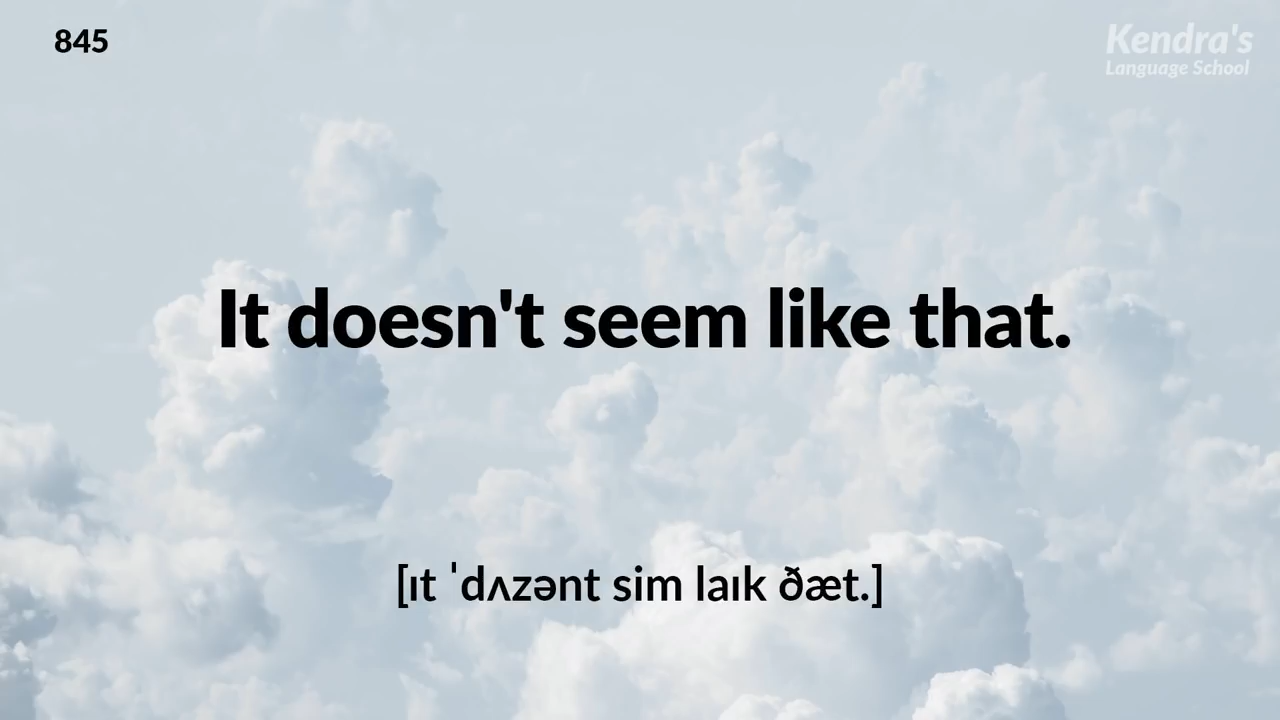 845
Kendra's
Language School
It doesn't seem like that.
[ɪt ˈdʌzənt sim laɪk ðæt.]